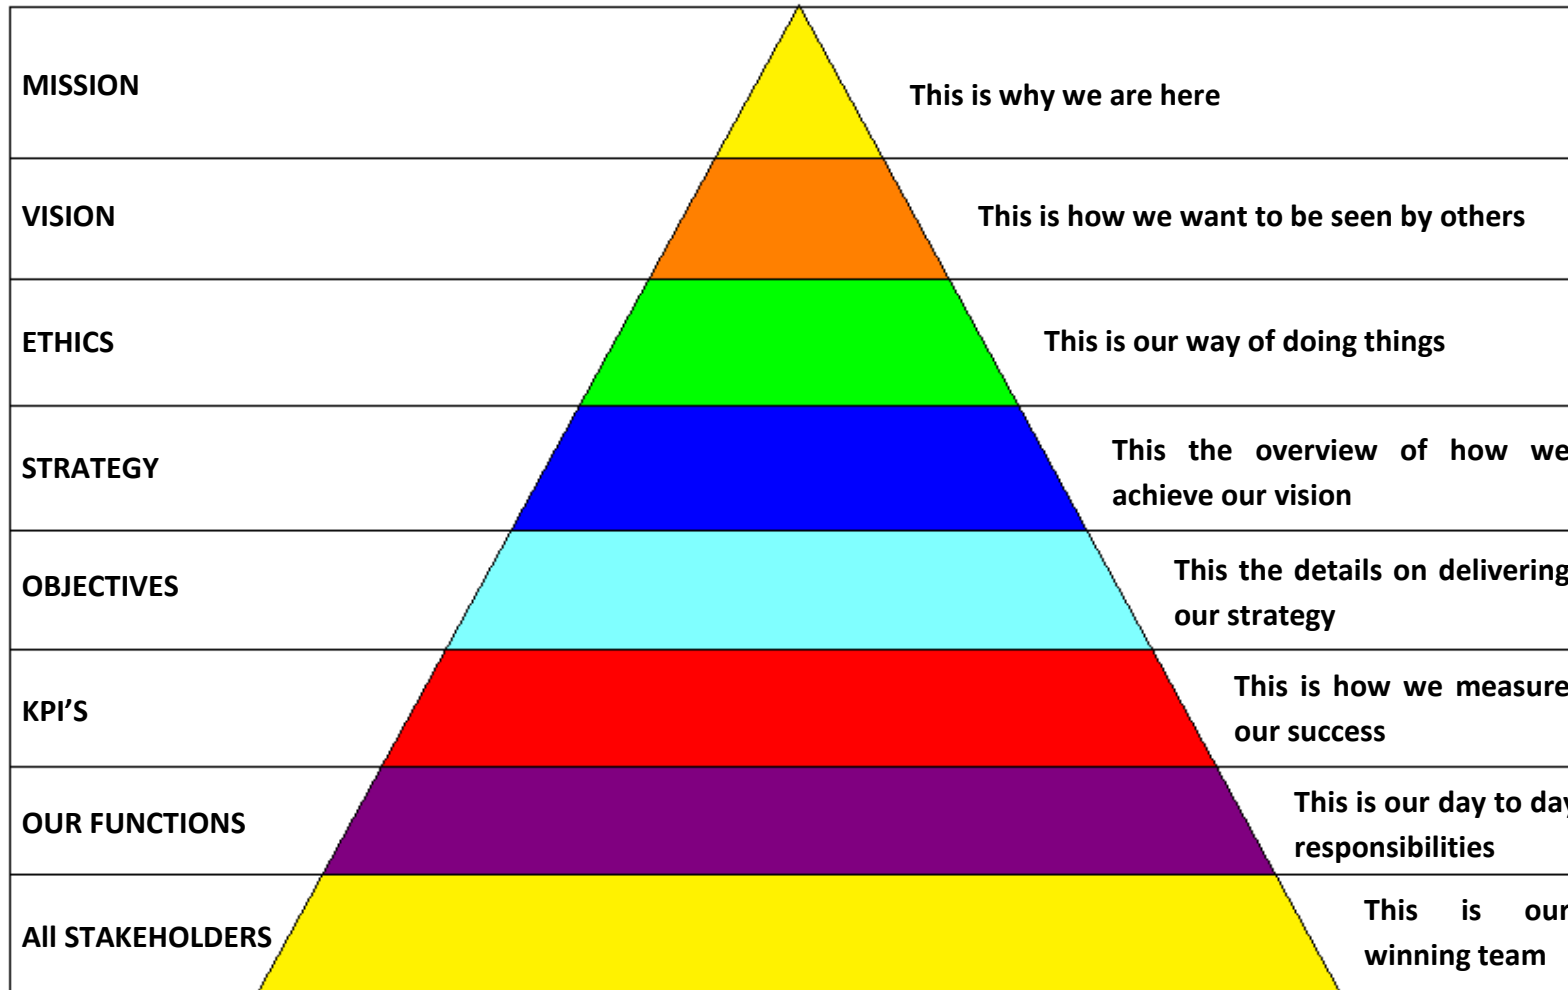 MISSION
This is why we are here
VISION
This is how we want to be seen by others
ETHICS
This is our way of doing things
STRATEGY
This the overview of how we
achieve our vision
OBJECTIVES
This the details on delivering
our strategy
KPI’S
This is how we measure
our success
OUR FUNCTIONS
This is our day to day
responsibilities
All STAKEHOLDERS
This is our
winning team